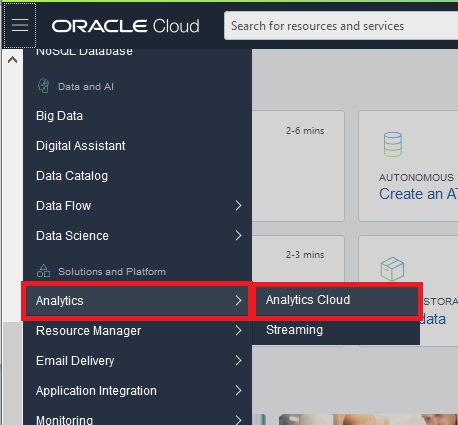 ORACLE Cloud
Search for resources and services
NoSQL Database
Data and AI
Big Data
Digital Assistant
Data Catalog
Data Flow
Data Science
Solutions and Platform
Analytics
Resource Manager
Email Delivery
Application Integration
Monitoring
Analytics Cloud
Streaming
2-6 mins
AUTONOMOUS
Create an AT
2-3 mins
STORA
data